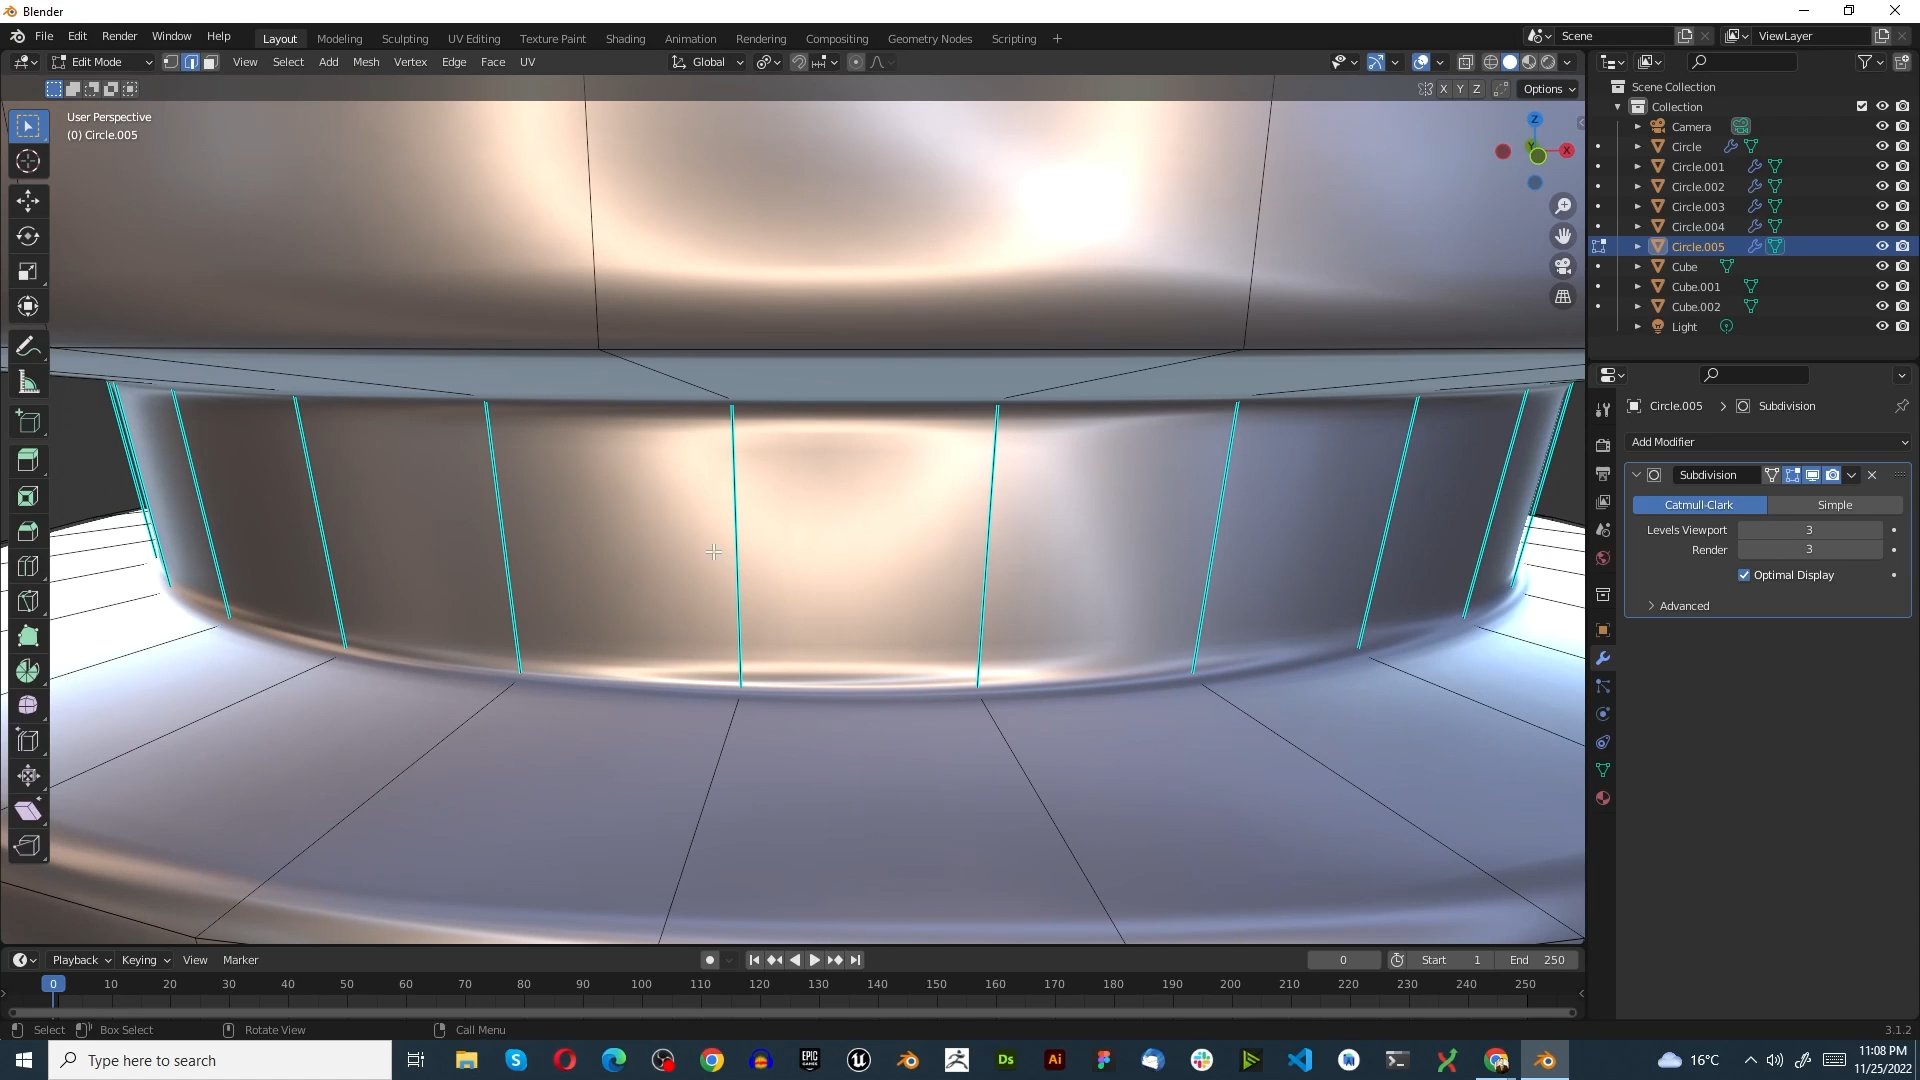 Blender
File Edit Render Window Help
Layout Modeling Sculpting UV Editing Texture Paint Shading Animation Rendering Compositing Geometry Nodes Scripting +
Scene
ViewLayer
Edit Mode View Select Add Mesh Vertex Edge Face UV
Global
X Y Z Options
User Perspective
(0) Circle.005
Z
Y
X
Scene Collection
Collection
Camera
Circle
Circle.001
Circle.002
Circle.003
Circle.004
Circle.005
Cube
Cube.001
Cube.002
Light
Circle.005 > Subdivision
Add Modifier
Subdivision
Catmull-Clark Simple
Levels Viewport 3
Render 3
Optimal Display
Advanced
Playback Keying View Marker
0
Start 1 End 250
0 10 20 30 40 50 60 70 80 90 100 110 120 130 140 150 160 170 180 190 200 210 220 230 240 250
Select Box Select Rotate View Call Menu
3.1.2
Type here to search
EPIC GAMES
Ds
Ai
16°C
11:08 PM
11/25/2022